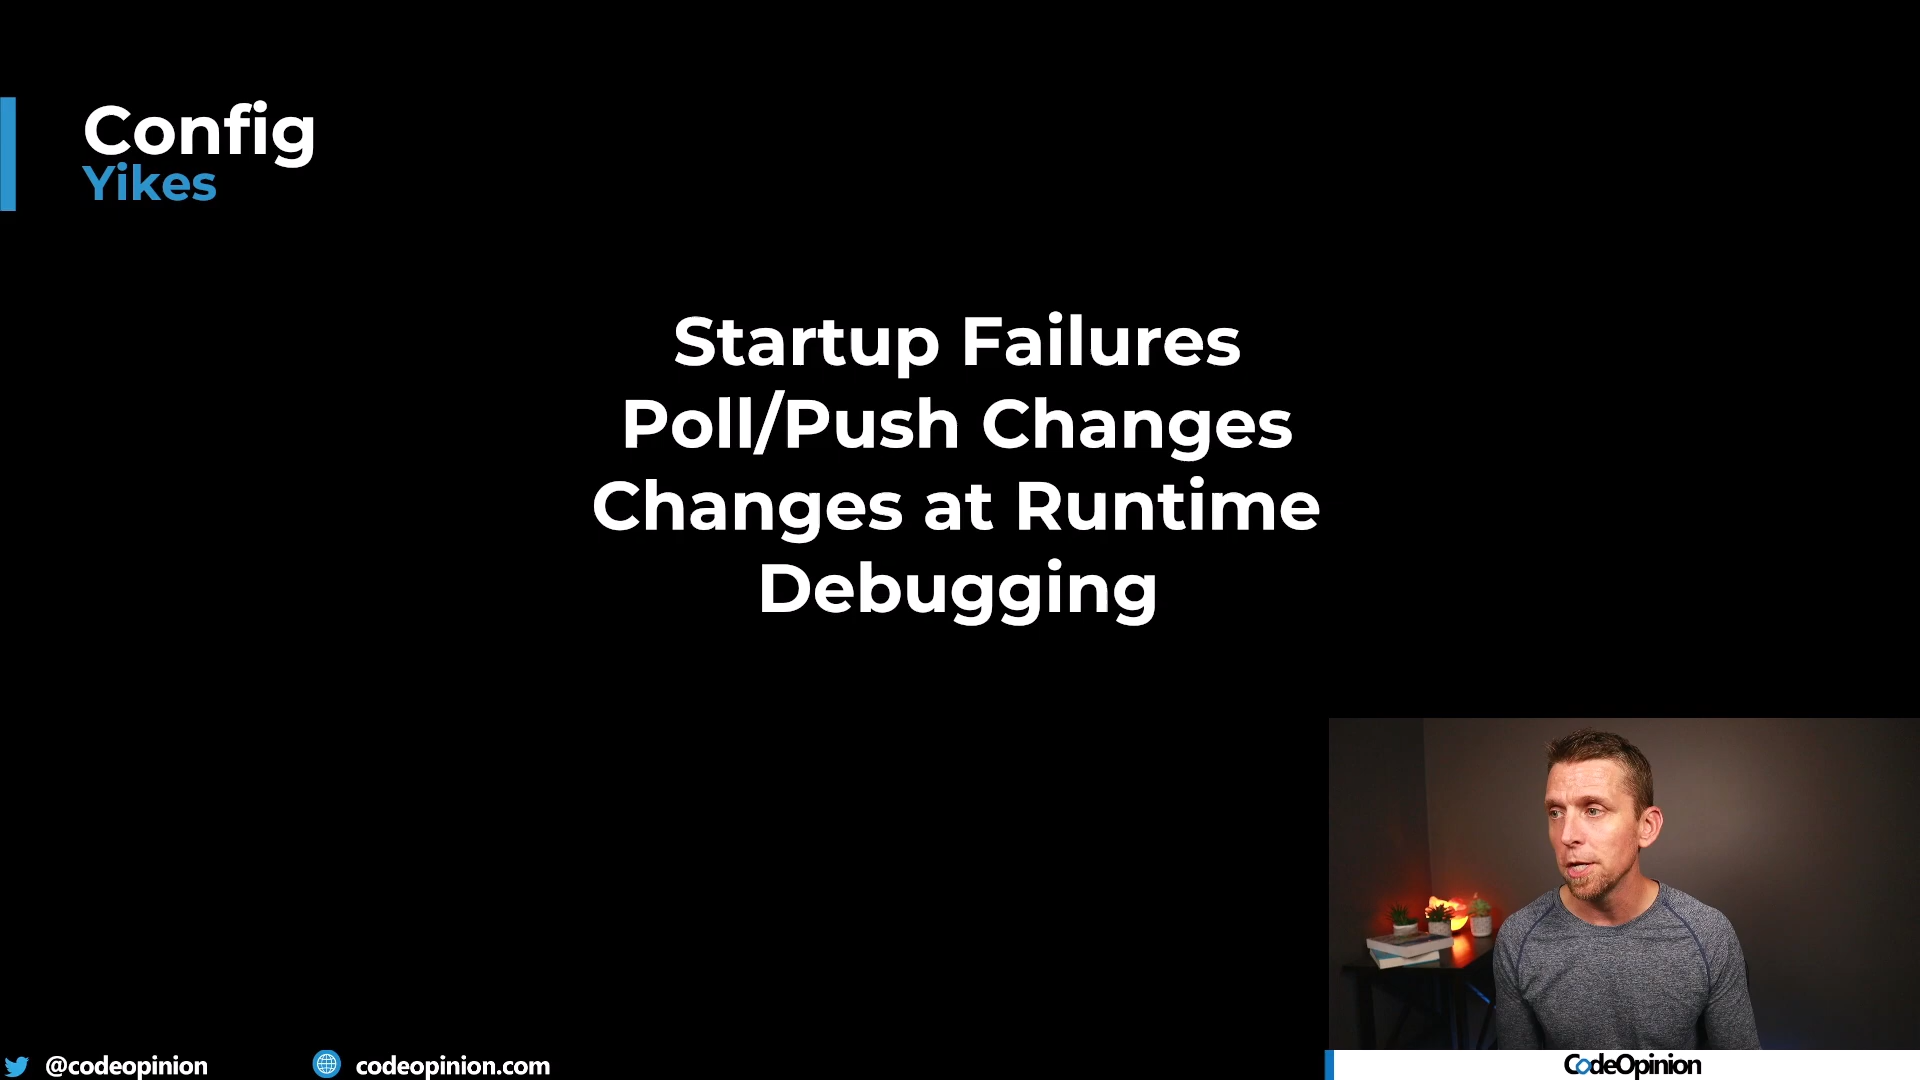 Config
Yikes
Startup Failures
Poll/Push Changes
Changes at Runtime
Debugging
@codeopinion
codeopinion.com
CodeOpinion